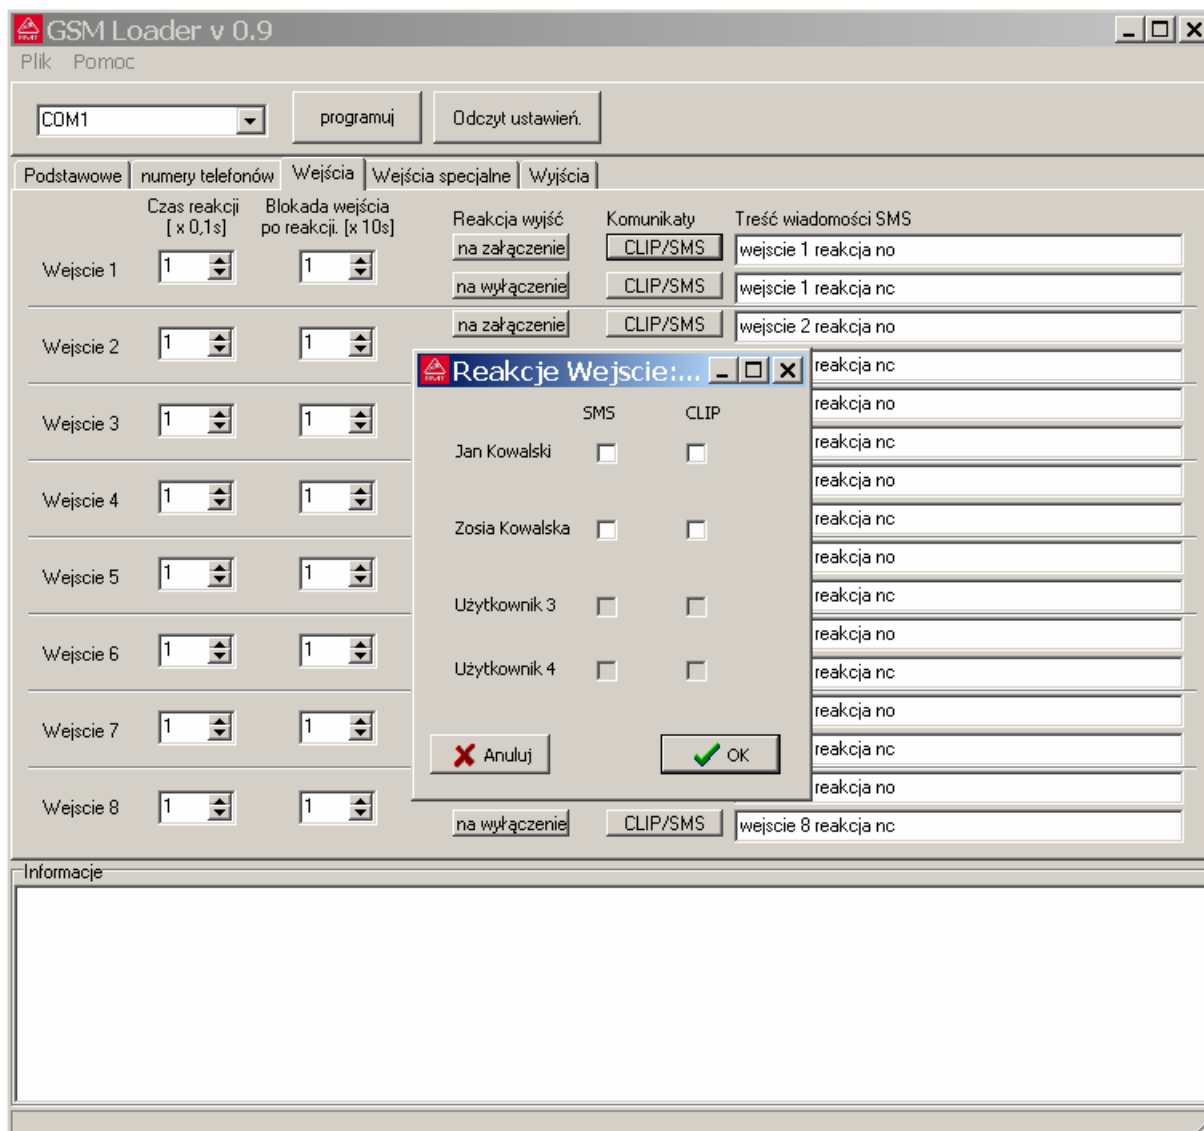 GSM Loader v 0.9
Plik Pomoc
COM1 programuj Odczyt ustawień.
Podstawowe numery telefonów Wejścia Wejścia specjalne Wyjścia
Czas reakcji Blokada wejścia
[ x 0,1s] po reakcji. [x 10s] Reakcja wyjść Komunikaty Treść wiadomości SMS
Wejscie 1 1 1 na załączenie CLIP/SMS wejscie 1 reakcja no
na wyłączenie CLIP/SMS wejscie 1 reakcja nc
Wejscie 2 1 1 na załączenie CLIP/SMS wejscie 2 reakcja no
reakcja nc
Wejscie 3 1 1 reakcja no
reakcja nc
Wejscie 4 1 1 reakcja no
reakcja nc
Wejscie 5 1 1 reakcja no
reakcja nc
Wejscie 6 1 1 reakcja no
reakcja nc
Wejscie 7 1 1 reakcja no
reakcja nc
Wejscie 8 1 1 reakcja no
na wyłączenie CLIP/SMS wejscie 8 reakcja nc
Reakcje Wejscie:...
SMS CLIP
Jan Kowalski
Zosia Kowalska
Użytkownik 3
Użytkownik 4
Anuluj OK
Informacje